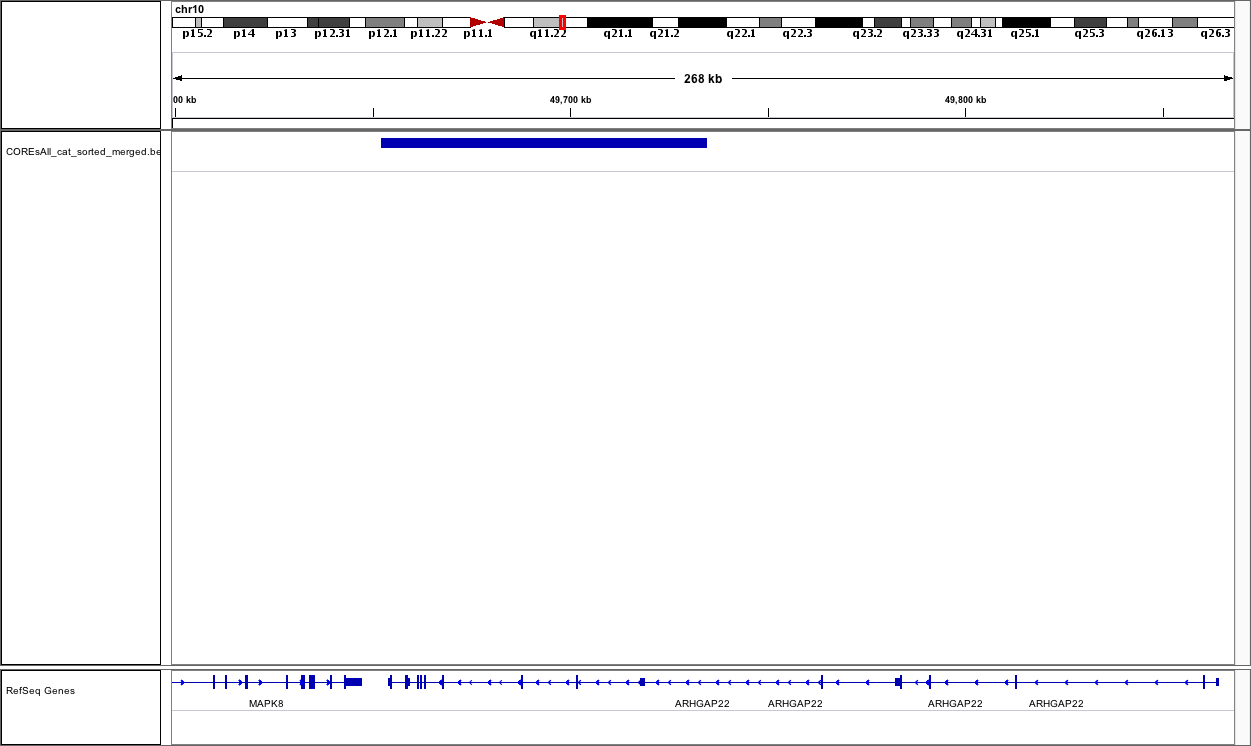 chr10
p15.2 p14 p13 p12.31 p12.1 p11.22 p11.1 q11.22 q21.1 q21.2 q22.1 q22.3 q23.2 q23.33 q24.31 q25.1 q25.3 q26.13 q26.3
268 kb
00 kb 49,700 kb 49,800 kb
COREsAll_cat_sorted_merged.be
RefSeq Genes
MAPK8 ARHGAP22 ARHGAP22 ARHGAP22 ARHGAP22